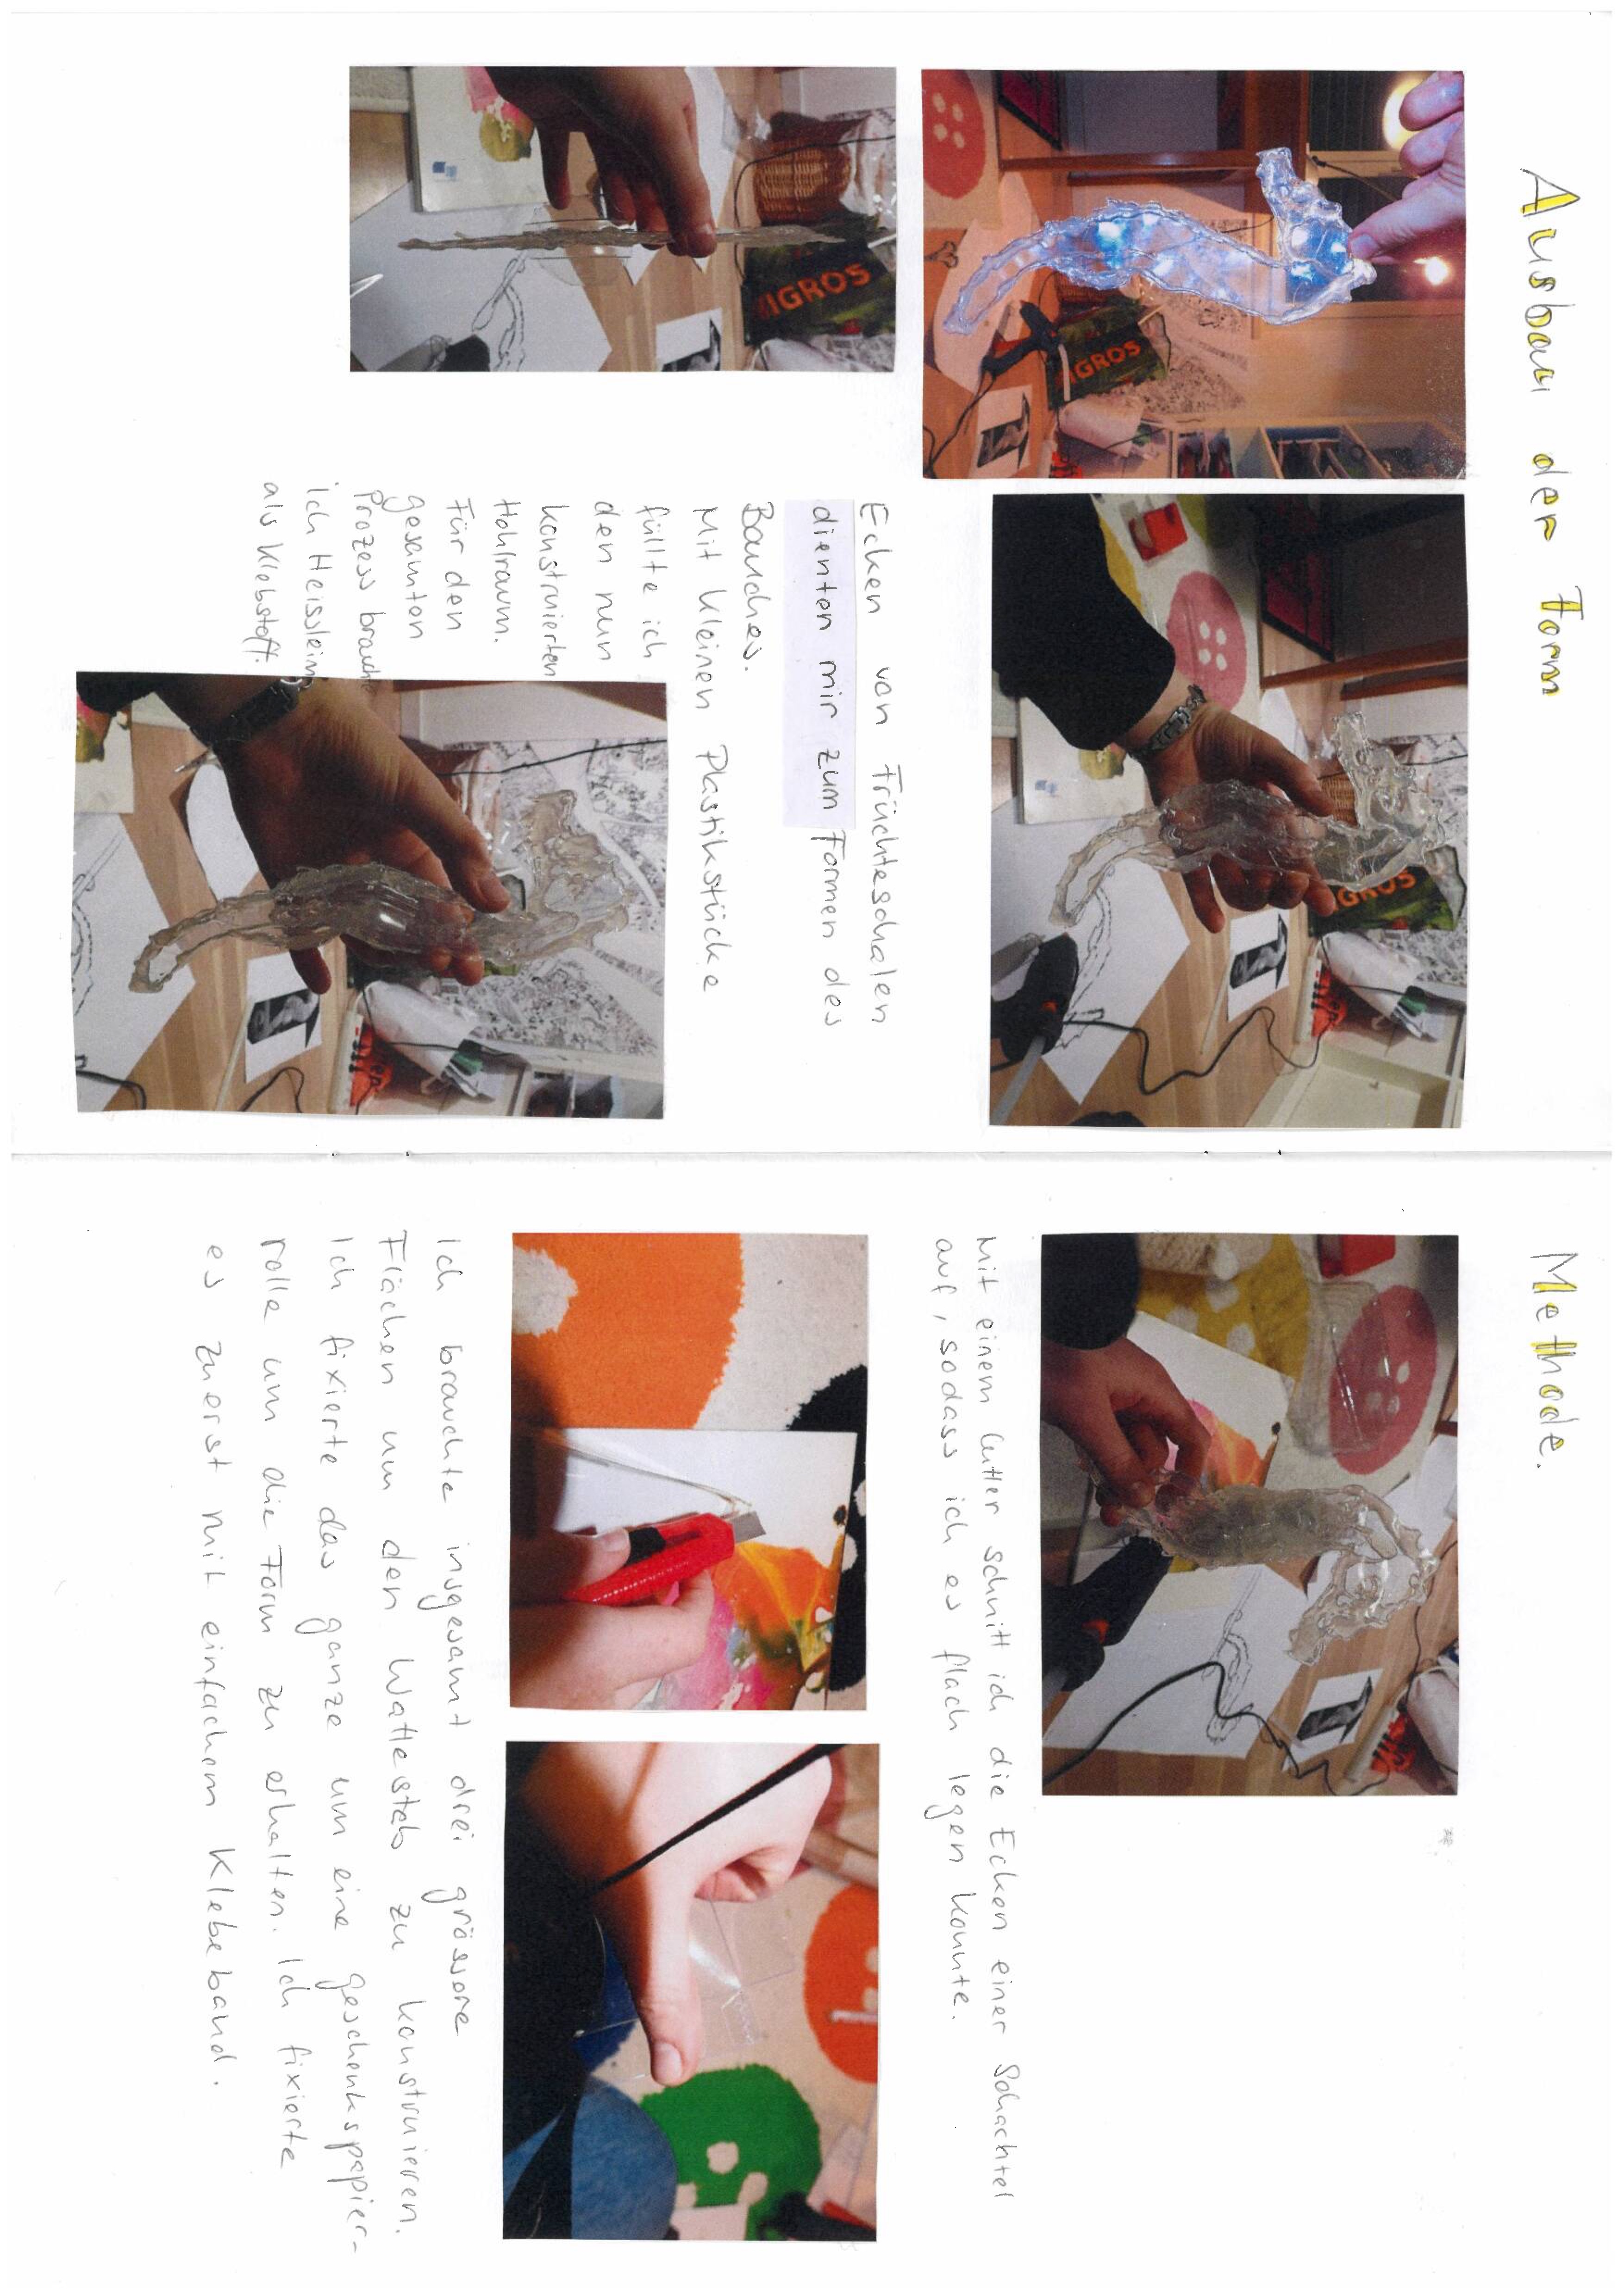 Ausbau der Form
Ecken von Früchteschalen
dienten mir zum Formen des
Bauches.
Mit kleinen Plastikstücke
füllte ich
den nun
konstruierten
Hohlraum.
Für den
gesamten
Prozess brauchte
ich Heissleim
als Klebstoff.
MIGROS
Methode.
Mit einem Cutter schnitt ich die Ecken einer Schachtel
auf, sodass ich es flach legen konnte.
Ich brauchte insgesamt drei grössere
Flächen um den Wattestab zu konstruieren.
Ich fixierte das ganze um eine geschenkspapier-
rolle um die Form zu erhalten. Ich fixierte
es zuerst mit einfachem Klebeband.